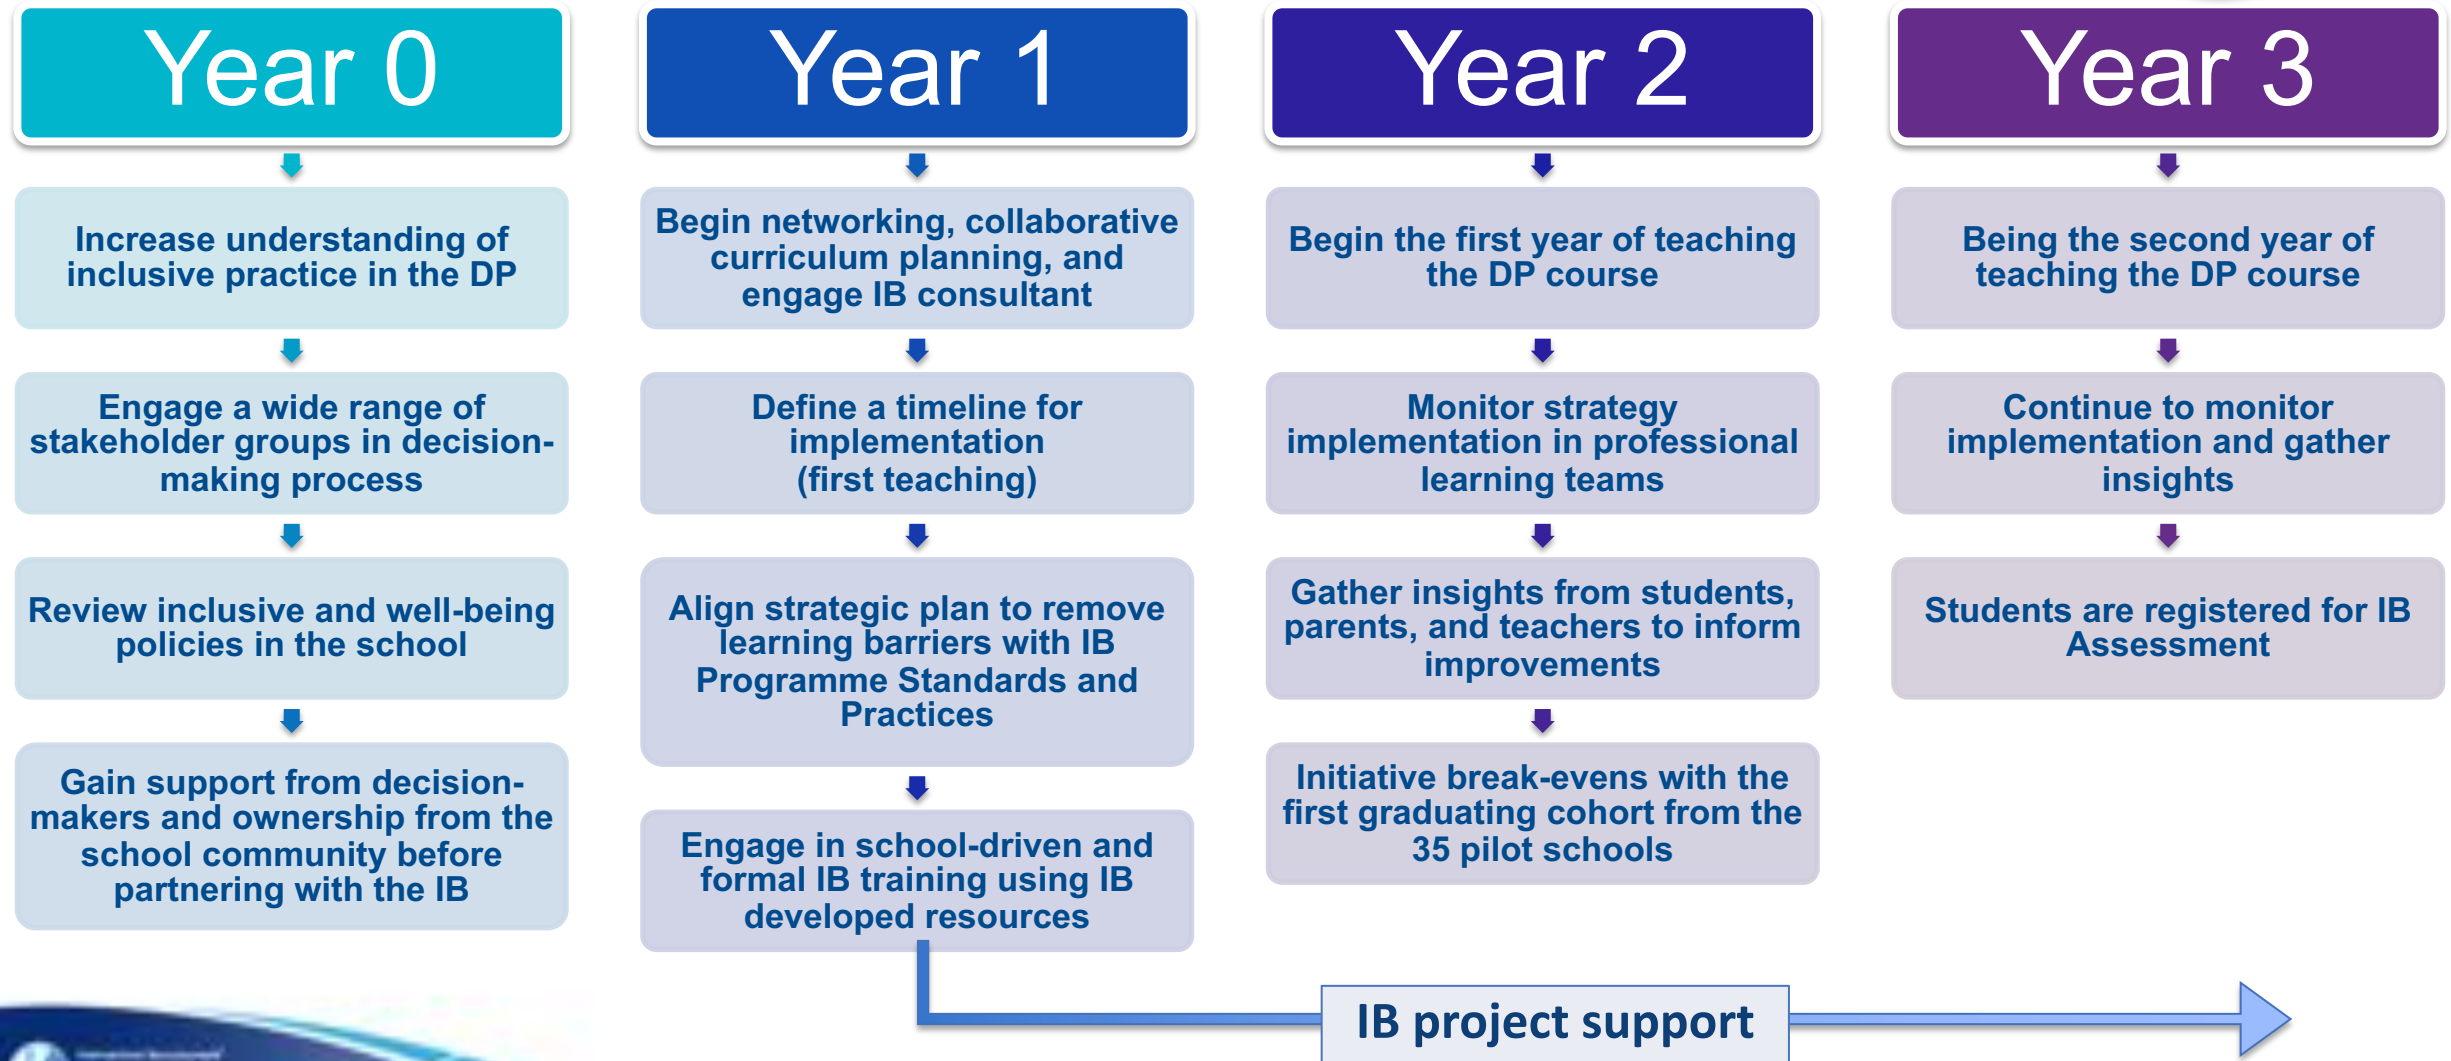 Year 0
Increase understanding of
inclusive practice in the DP
Engage a wide range of
stakeholder groups in decision-
making process
Review inclusive and well-being
policies in the school
Gain support from decision-
makers and ownership from the
school community before
partnering with the IB
Year 1
Begin networking, collaborative
curriculum planning, and
engage IB consultant
Define a timeline for
implementation
(first teaching)
Align strategic plan to remove
learning barriers with IB
Programme Standards and
Practices
Engage in school-driven and
formal IB training using IB
developed resources
Year 2
Begin the first year of teaching
the DP course
Monitor strategy
implementation in professional
learning teams
Gather insights from students,
parents, and teachers to inform
improvements
Initiative break-evens with the
first graduating cohort from the
35 pilot schools
Year 3
Being the second year of
teaching the DP course
Continue to monitor
implementation and gather
insights
Students are registered for IB
Assessment
IB project support